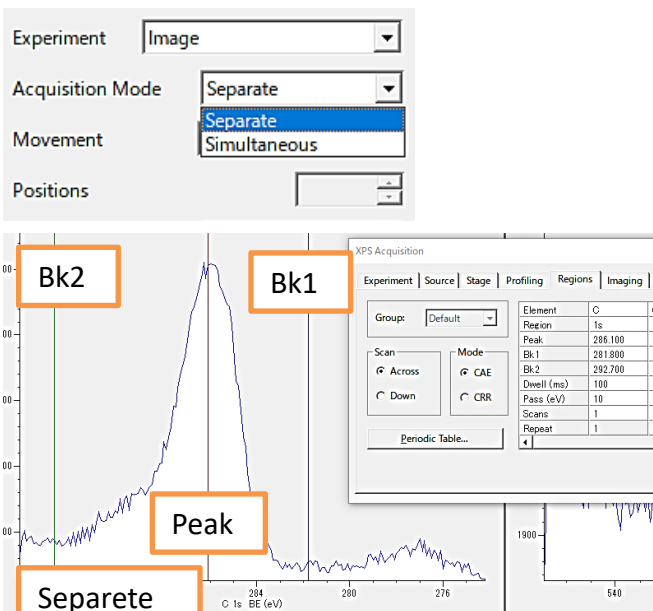 Experiment Image
Acquisition Mode Separate
Separate
Movement
Simultaneous
Positions
Bk2
Bk1
XPS Acquisition
Experiment Source Stage Profiling Regions Imaging
Group: Default
Element C
Region 1s
Peak 286.100
Scan Mode
Bk1 281.800
Across CAE
Bk2 292.700
Dwell (ms) 100
Down CRR
Pass (eV) 10
Scans 1
Repeat 1
Periodic Table...
Peak
1900
Separete
284 280 276 540
C 1s BE (eV)